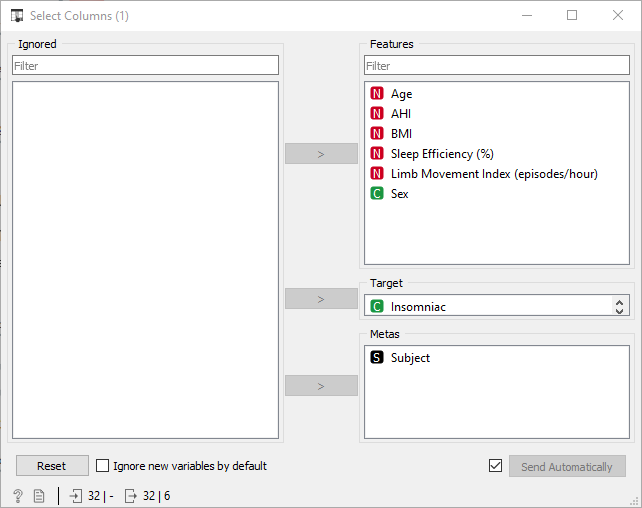 Select Columns (1)
Ignored
Filter
Features
Filter
N Age
N AHI
N BMI
N Sleep Efficiency (%)
N Limb Movement Index (episodes/hour)
C Sex
>
Target
C Insomniac
>
Metas
S Subject
>
Reset
Ignore new variables by default
Send Automatically
? 32 | - 32 | 6